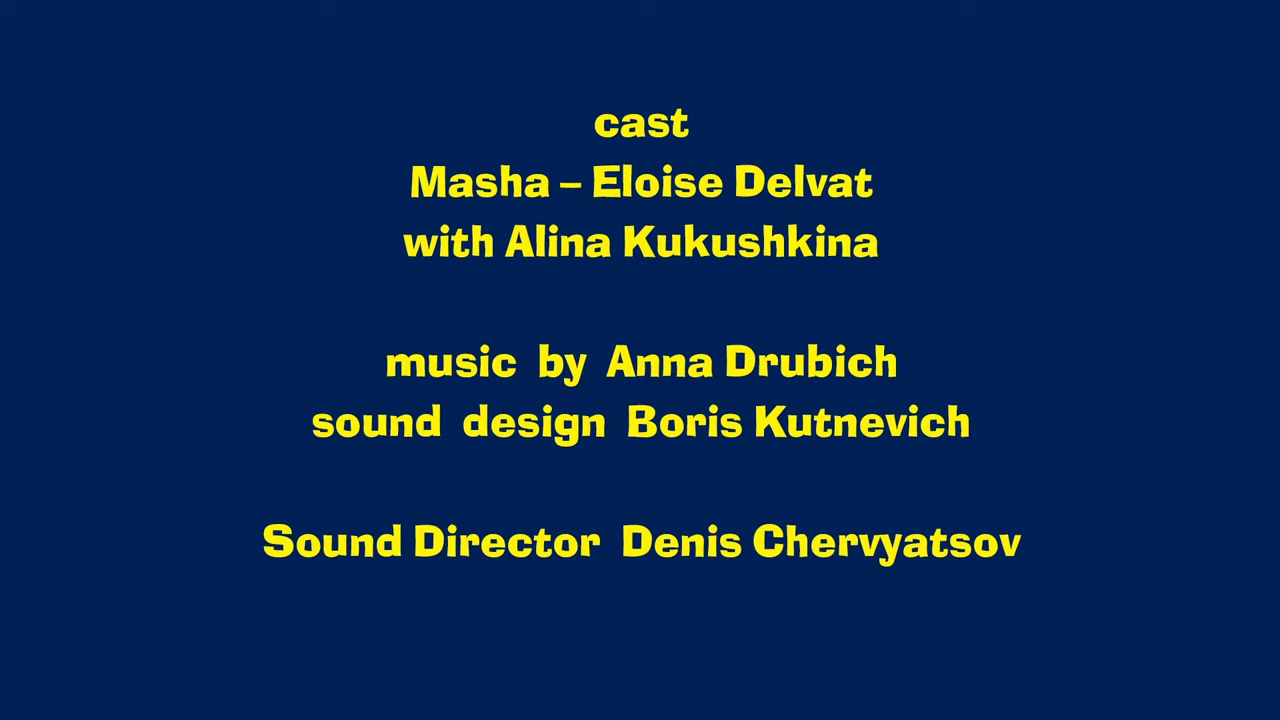 cast
Masha – Eloise Delvat
with Alina Kukushkina
music by Anna Drubich
sound design Boris Kutnevich
Sound Director Denis Chervyatsov